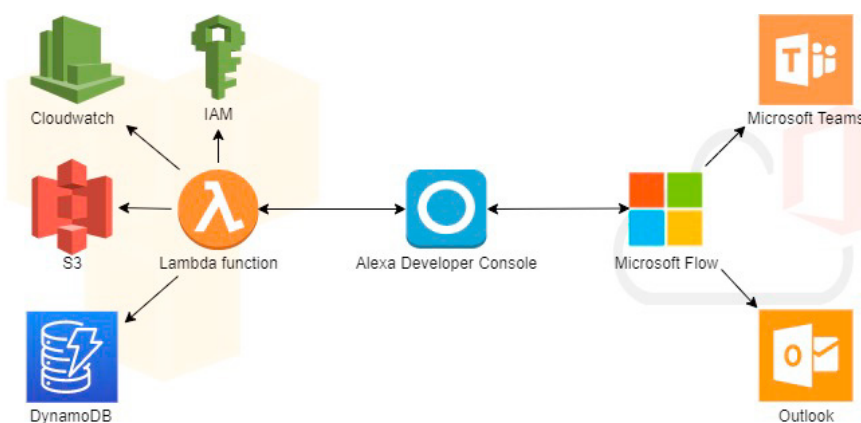 Cloudwatch
IAM
Microsoft Teams
S3
Lambda function
Alexa Developer Console
Microsoft Flow
DynamoDB
Outlook